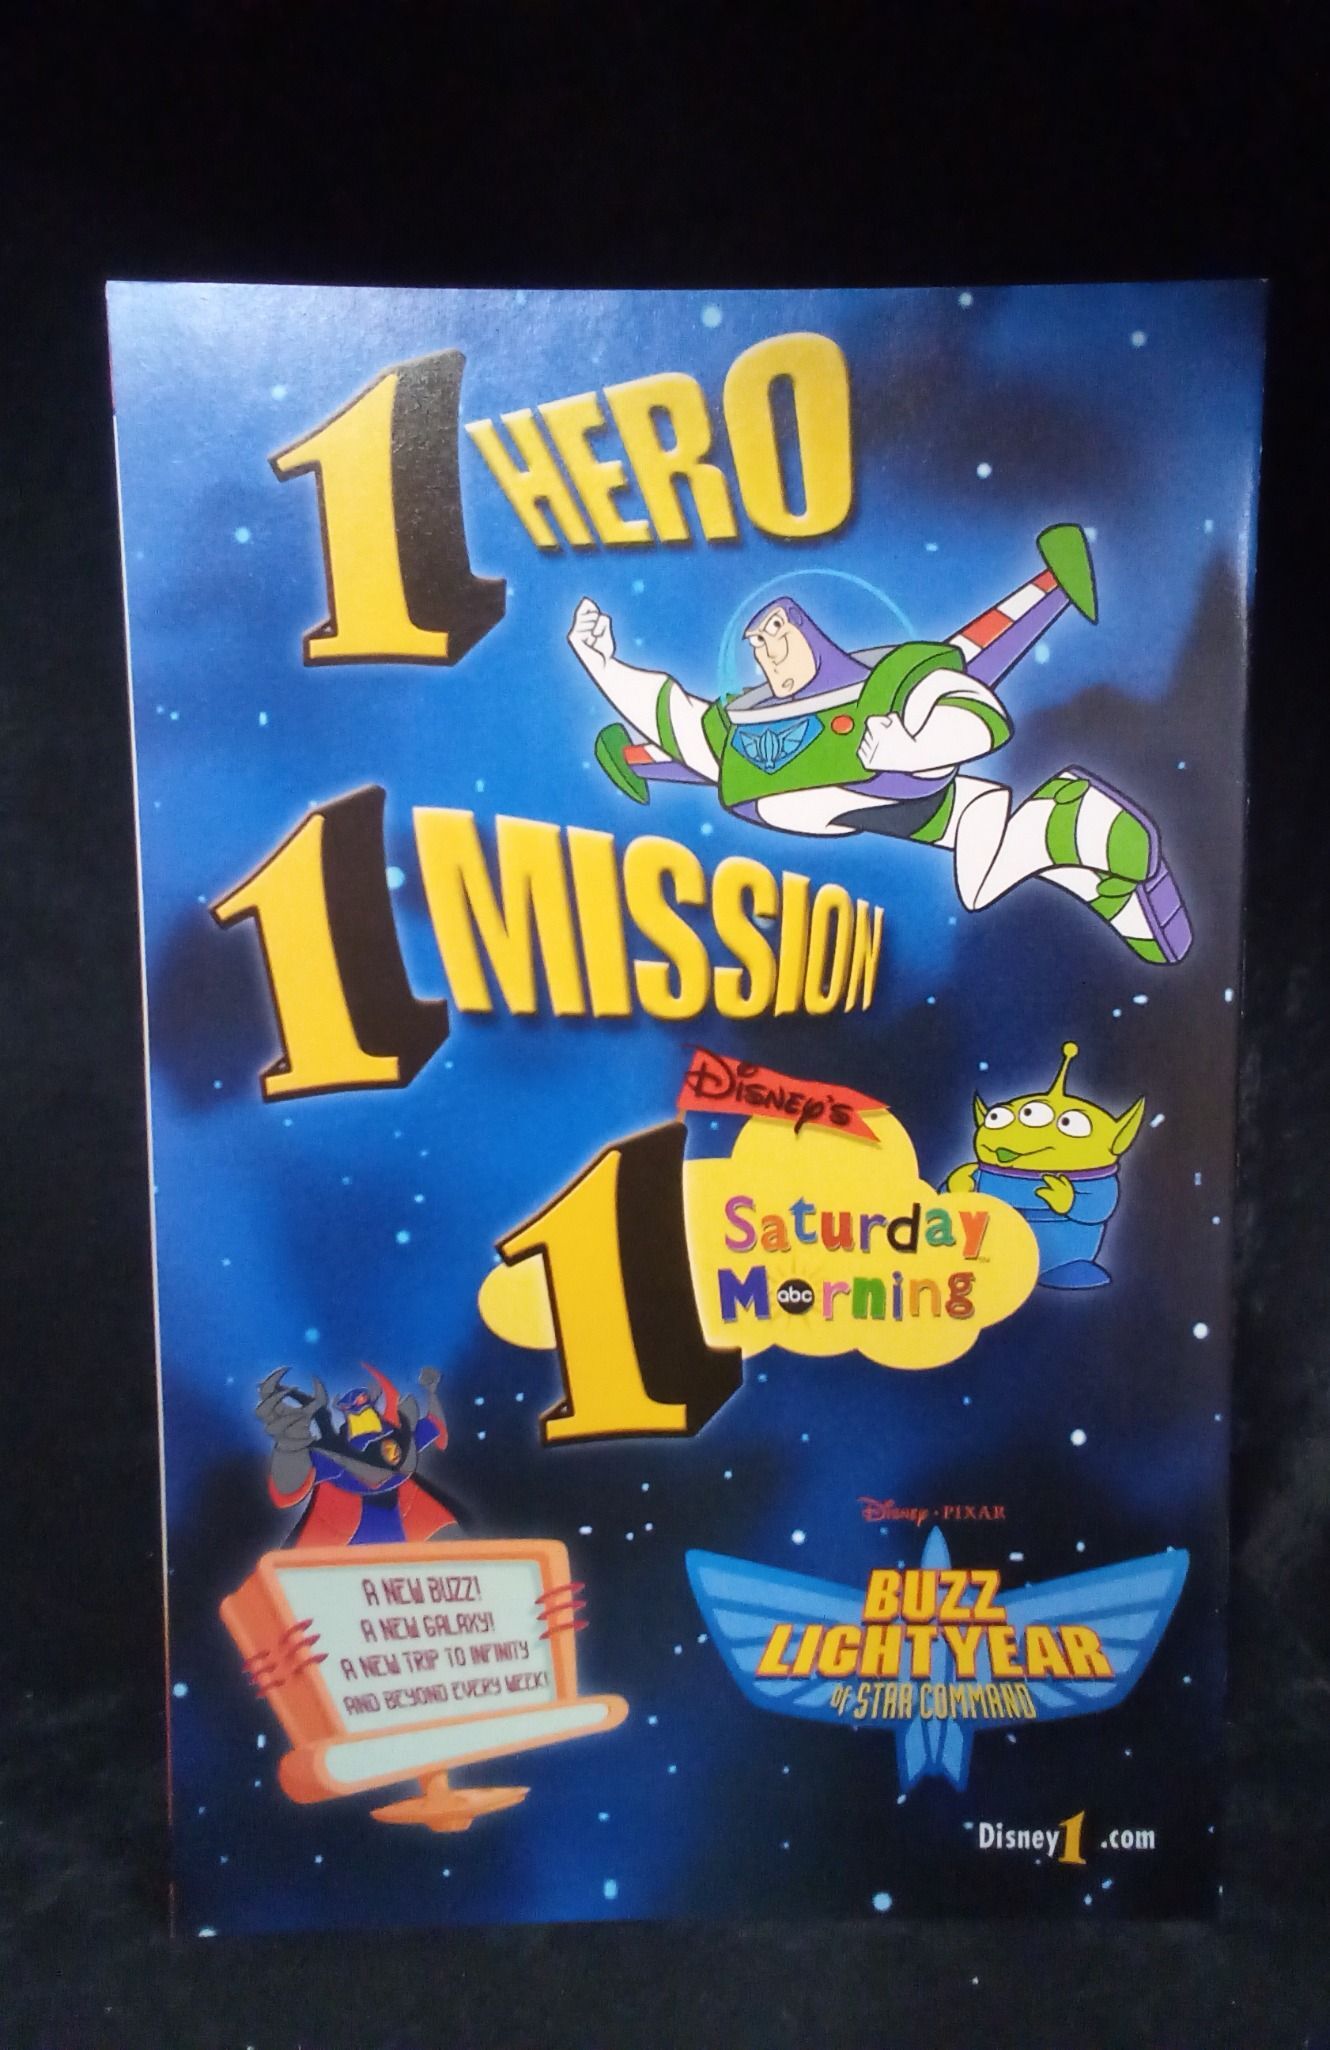 1 HERO
1 MISSION
DISNEY'S
1 Saturday
Morning
abc
Z
A NEW BUZZ!
A NEW GALAXY!
A NEW TRIP TO INFINITY
AND BEYOND EVERY WEEK!
DISNEY • PIXAR
BUZZ
LIGHTYEAR
OF STAR COMMAND
Disney1.com